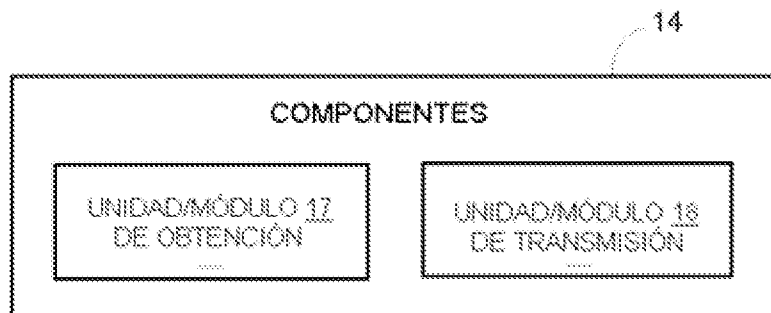 14
COMPONENTES
UNIDAD/MÓDULO 17
DE OBTENCIÓN
UNIDAD/MÓDULO 18
DE TRANSMISIÓN